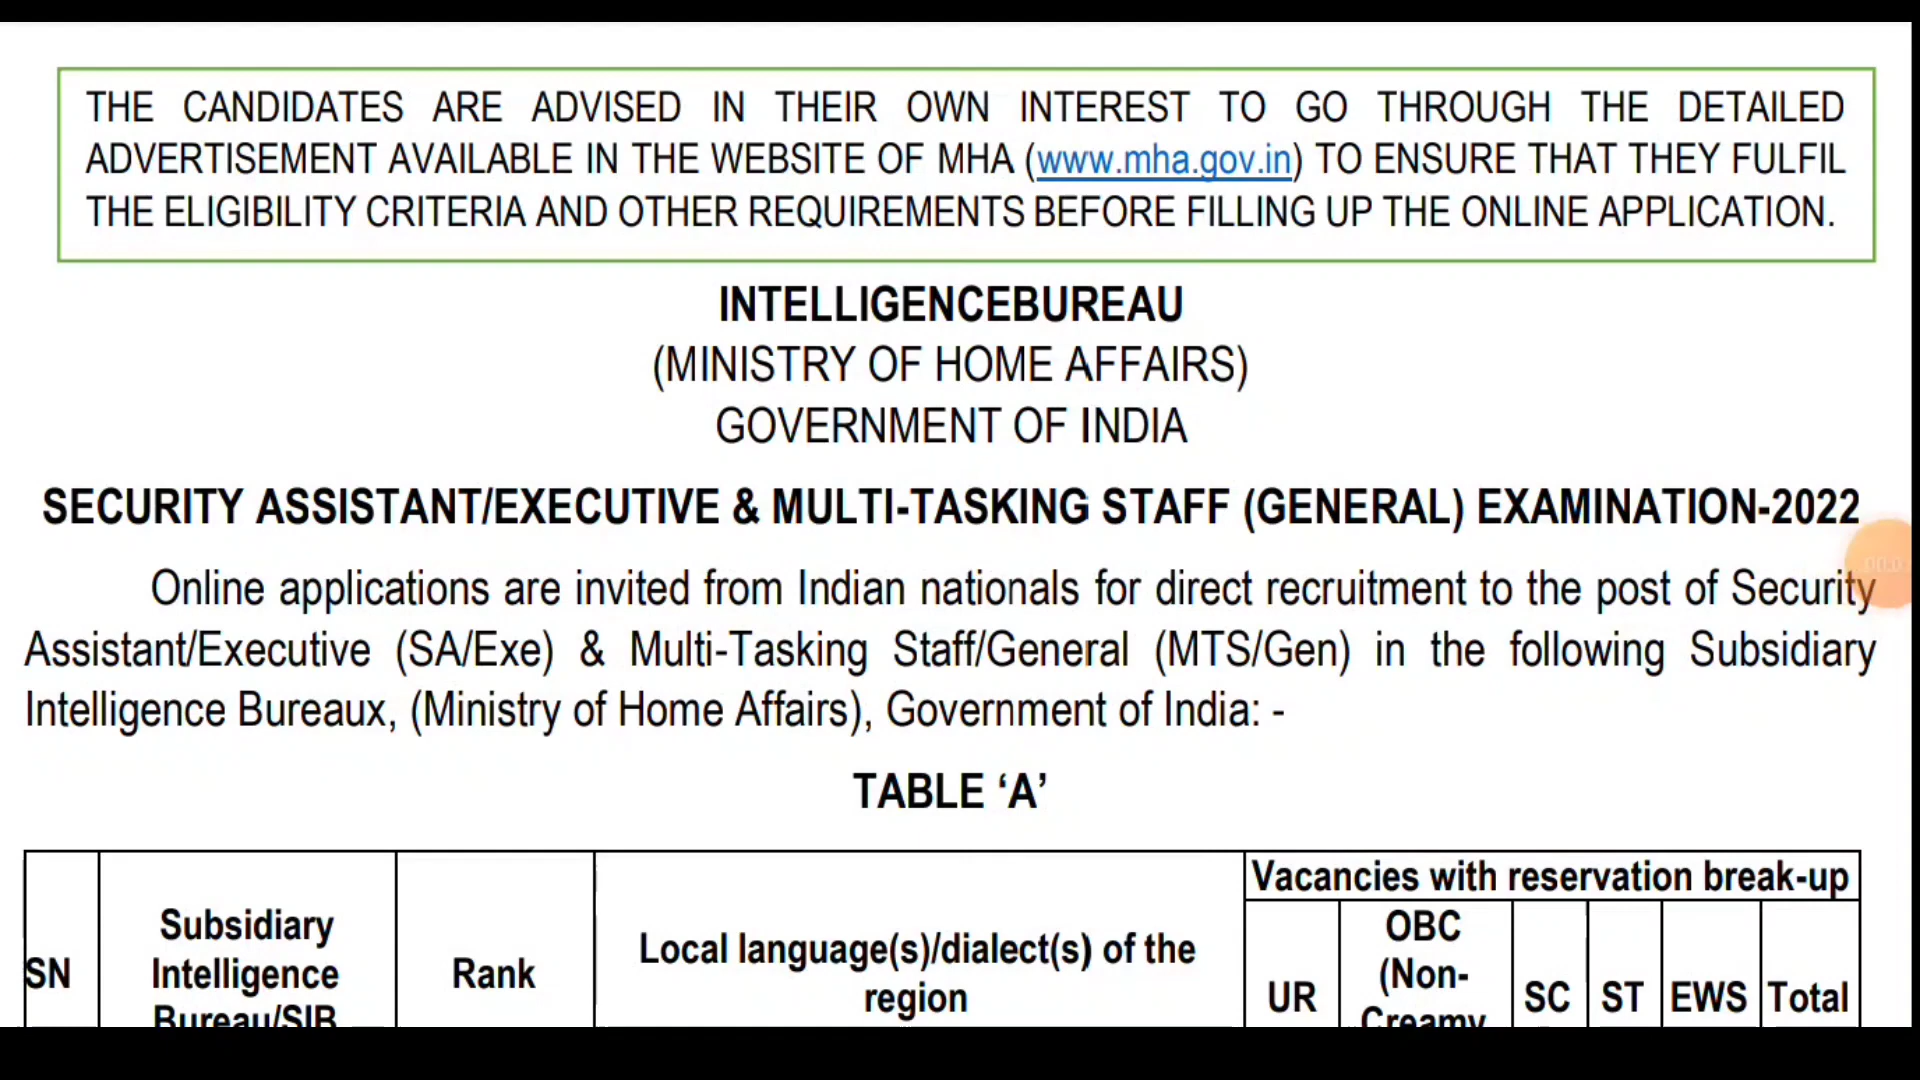 THE CANDIDATES ARE ADVISED IN THEIR OWN INTEREST TO GO THROUGH THE DETAILED
ADVERTISEMENT AVAILABLE IN THE WEBSITE OF MHA (www.mha.gov.in) TO ENSURE THAT THEY FULFIL
THE ELIGIBILITY CRITERIA AND OTHER REQUIREMENTS BEFORE FILLING UP THE ONLINE APPLICATION.
INTELLIGENCEBUREAU
(MINISTRY OF HOME AFFAIRS)
GOVERNMENT OF INDIA
SECURITY ASSISTANT/EXECUTIVE & MULTI-TASKING STAFF (GENERAL) EXAMINATION-2022
Online applications are invited from Indian nationals for direct recruitment to the post of Security
Assistant/Executive (SA/Exe) & Multi-Tasking Staff/General (MTS/Gen) in the following Subsidiary
Intelligence Bureaux, (Ministry of Home Affairs), Government of India: -
TABLE ‘A’
SN
Subsidiary
Intelligence
Bureau/SIB
Rank
Local language(s)/dialect(s) of the
region
Vacancies with reservation break-up
UR
OBC
(Non-
Creamy
SC
ST
EWS
Total